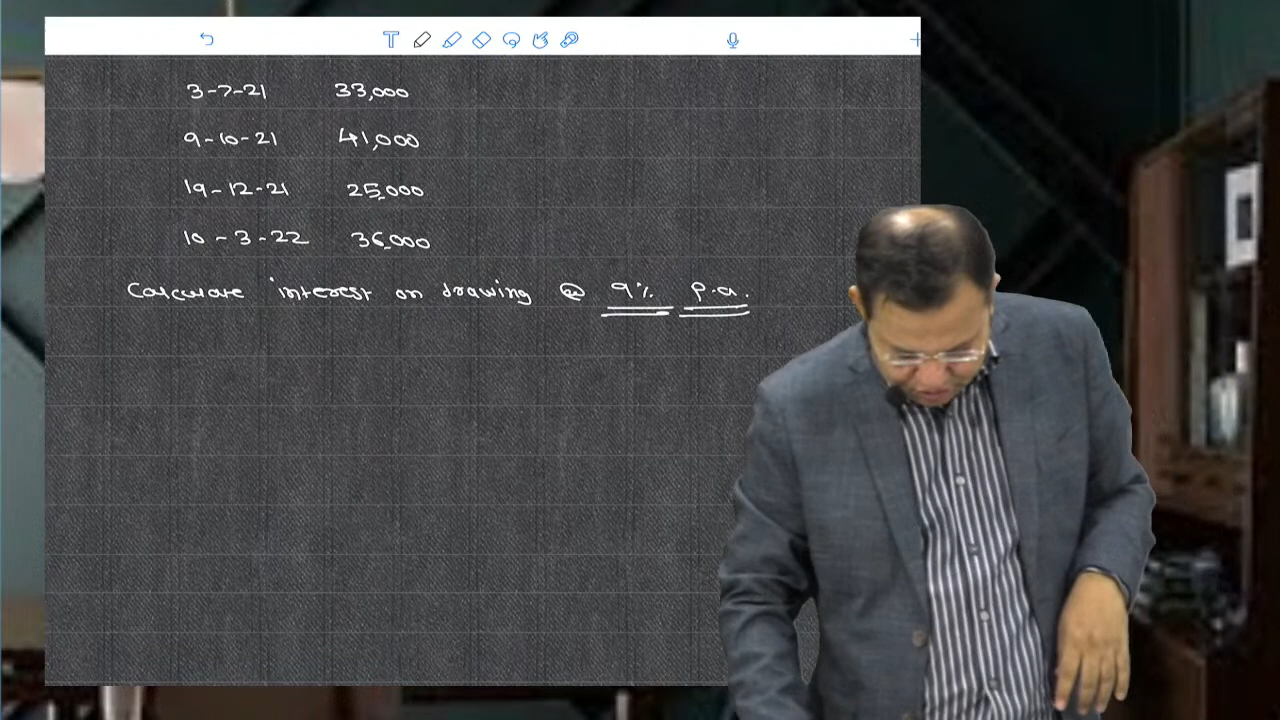 3-7-21 33,000
9-10-21 41,000
19-12-21 25,000
10-3-22 36,000
Calculate interest on drawing @ 9% p.a.